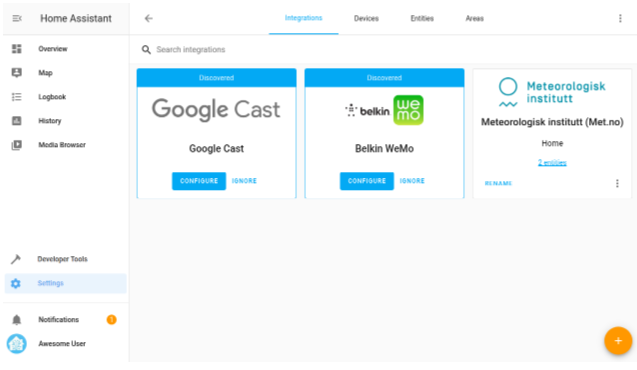 Home Assistant
Integrations
Devices
Entities
Areas
Overview
Map
Logbook
History
Media Browser
Developer Tools
Settings
Notifications
Awesome User
Search integrations
Discovered
Google Cast
Google Cast
CONFIGURE
IGNORE
Discovered
belkin
wemo
Belkin WeMo
CONFIGURE
IGNORE
Meteorologisk
institutt
Meteorologisk institutt (Met.no)
Home
2 entities
RENAME